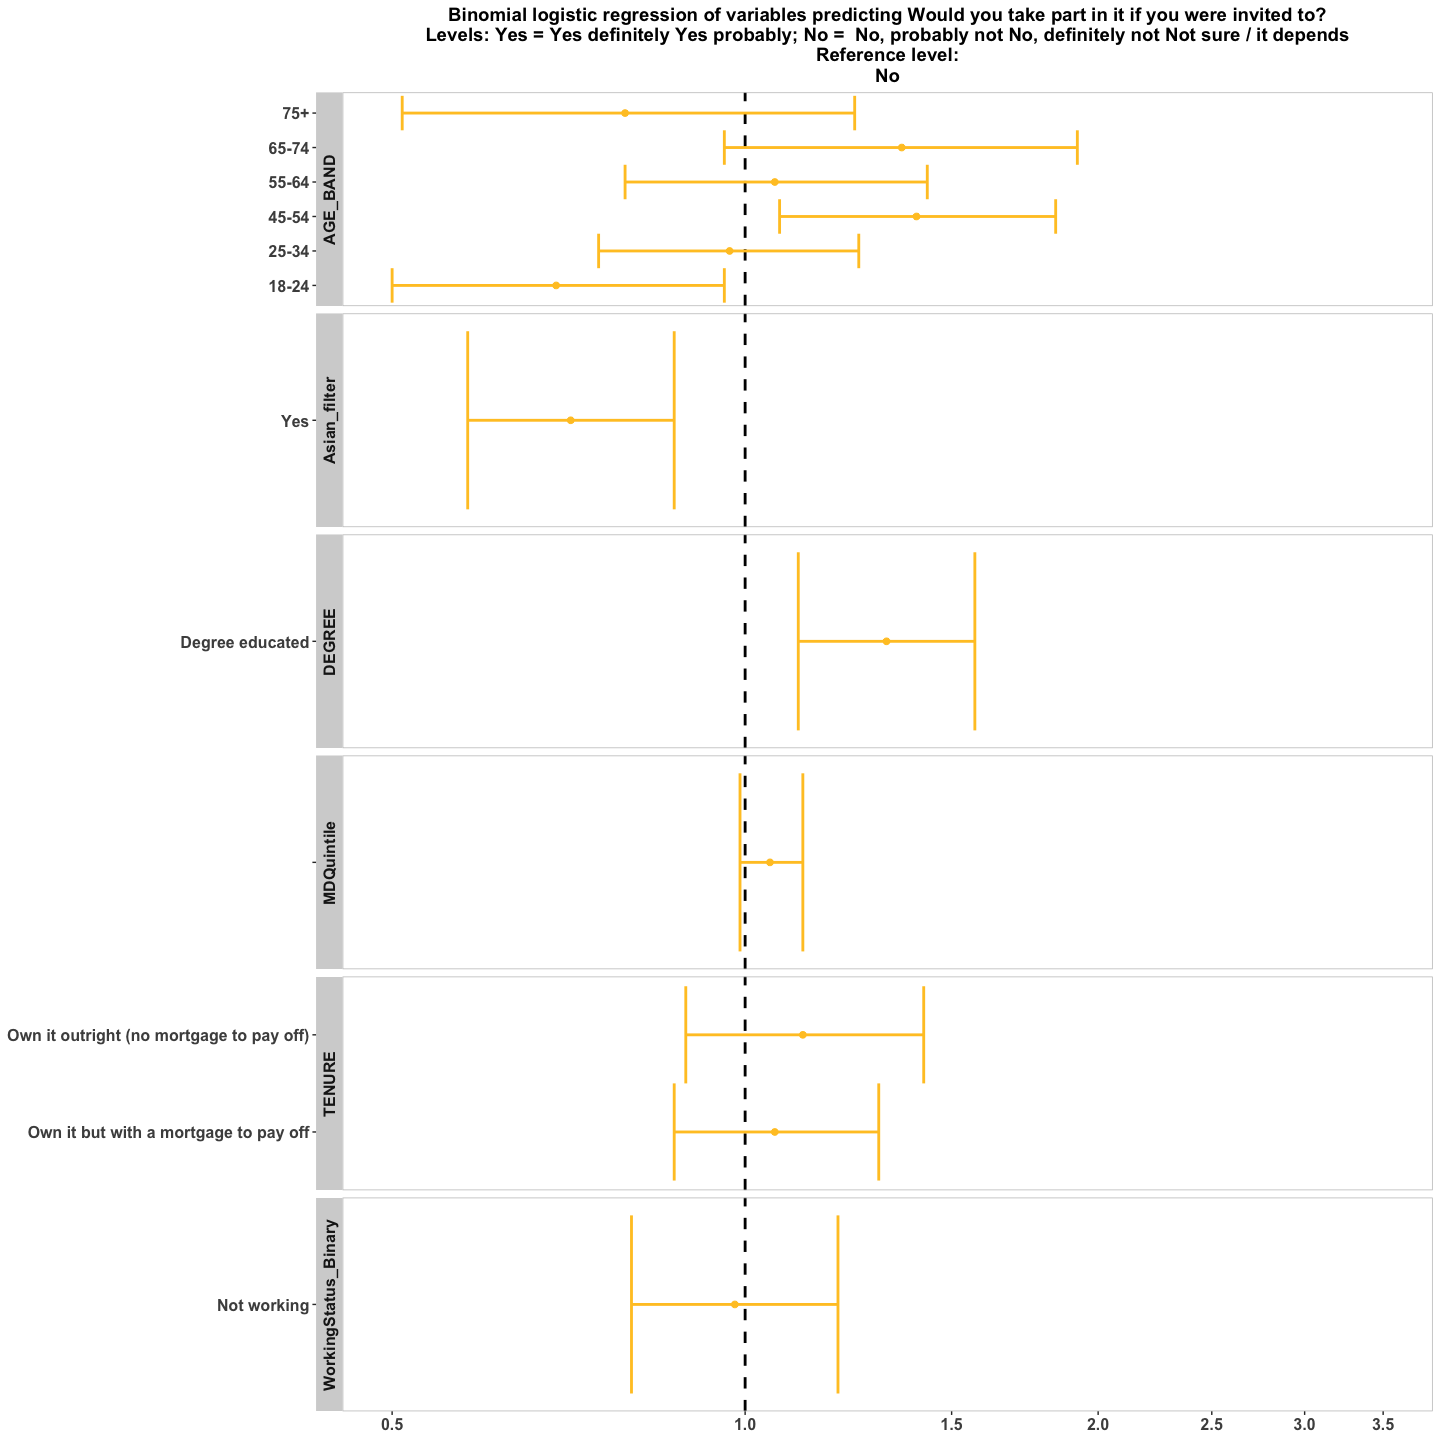 Binomial logistic regression of variables predicting Would you take part in it if you were invited to?
Levels: Yes = Yes definitely Yes probably; No =  No, probably not No, definitely not Not sure / it depends
Reference level:
No
AGE_BAND
75+
65-74
55-64
45-54
25-34
18-24
Asian_filter
Yes
DEGREE
Degree educated
MDQuintile
TENURE
Own it outright (no mortgage to pay off)
Own it but with a mortgage to pay off
WorkingStatus_Binary
Not working
0.5 1.0 1.5 2.0 2.5 3.0 3.5